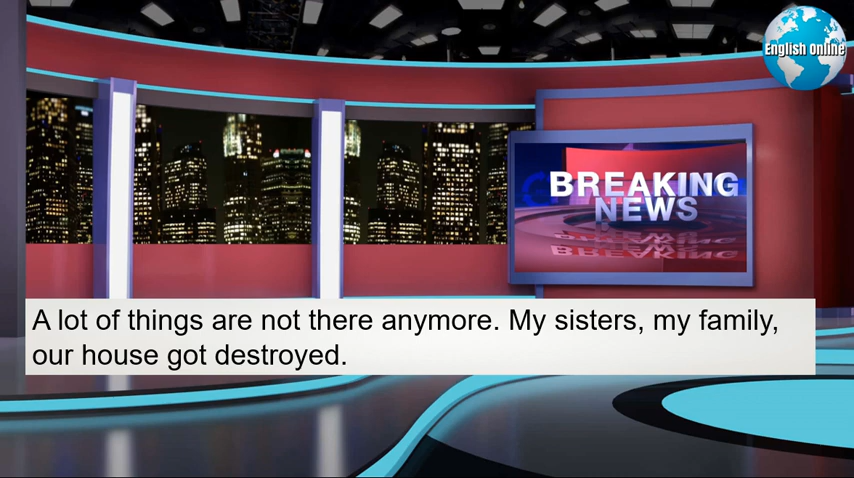 English Online
BREAKING
NEWS
A lot of things are not there anymore. My sisters, my family,
our house got destroyed.